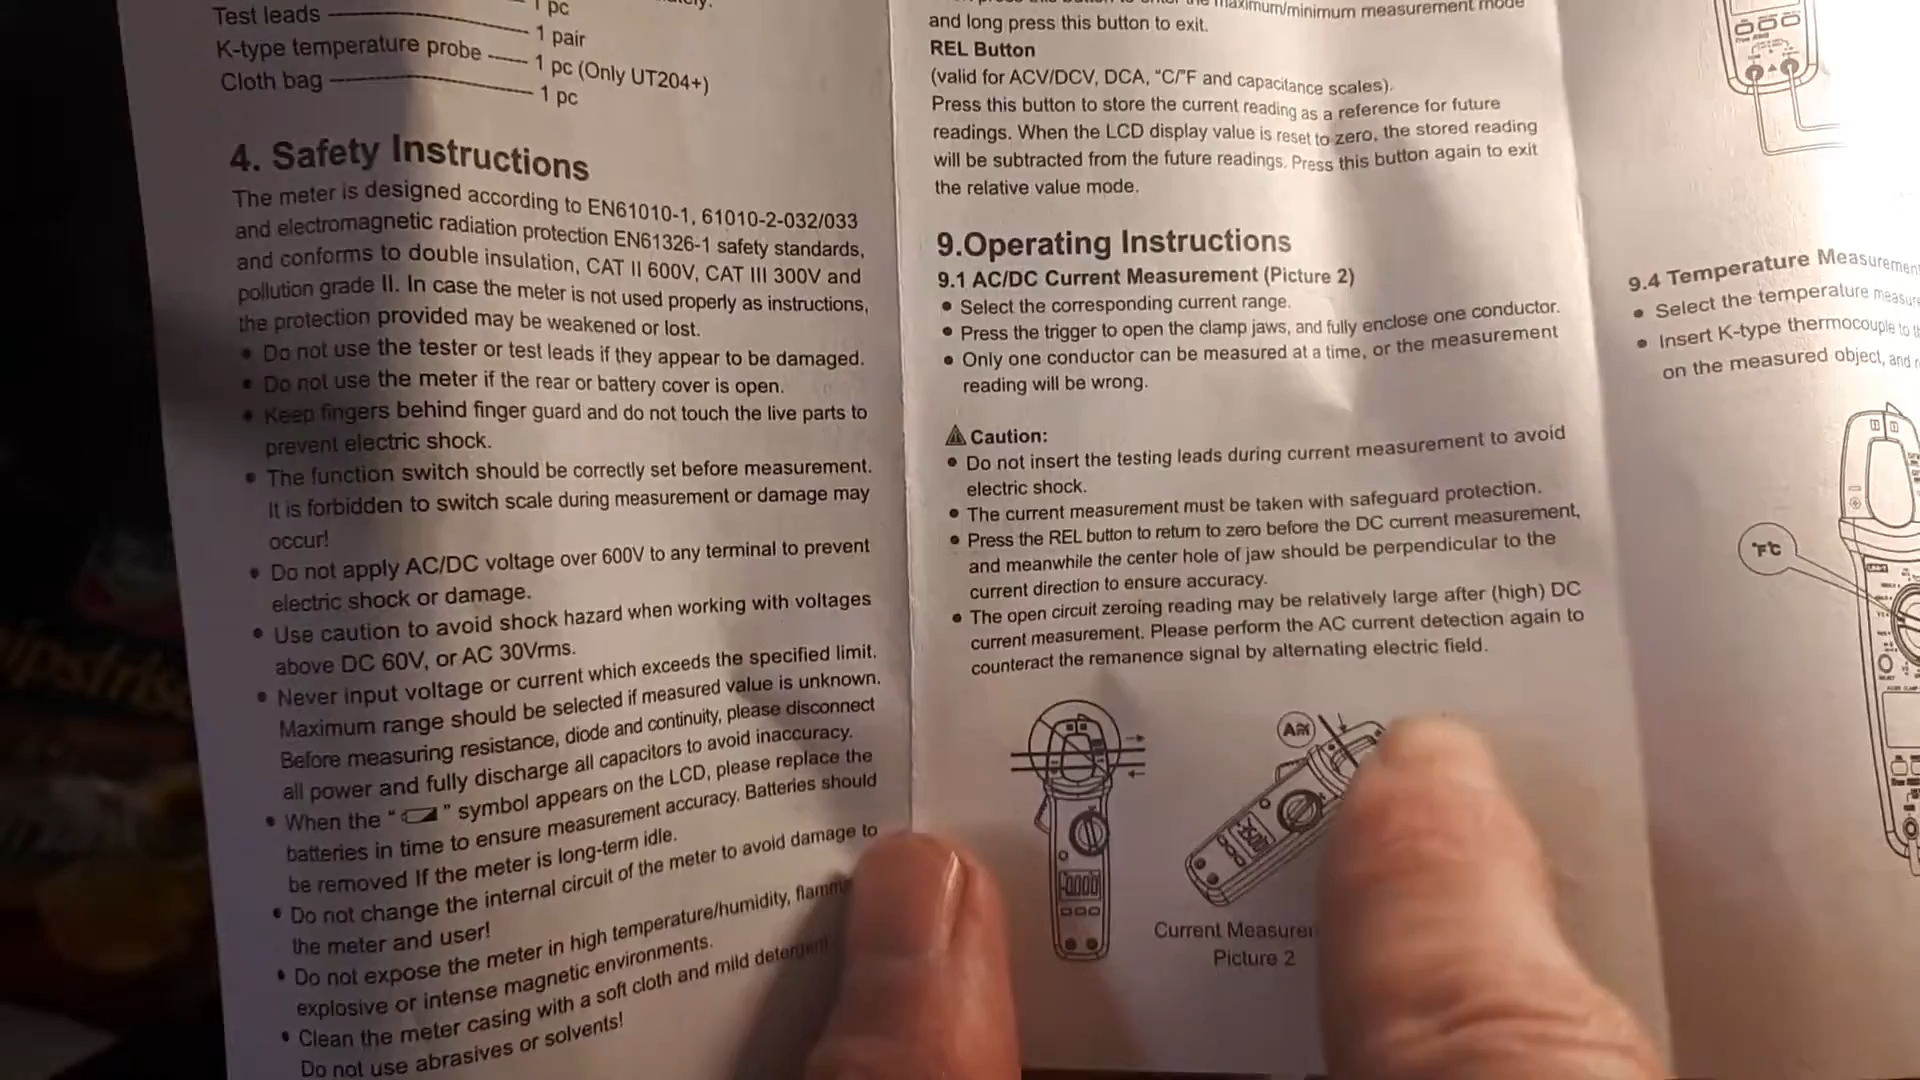 1 pc
Test leads
1 pair
K-type temperature probe
1 pc (Only UT204+)
Cloth bag
1 pc
4. Safety Instructions
The meter is designed according to EN61010-1, 61010-2-032/033
and electromagnetic radiation protection EN61326-1 safety standards,
and conforms to double insulation, CAT II 600V, CAT III 300V and
pollution grade II. In case the meter is not used properly as instructions,
the protection provided may be weakened or lost.
● Do not use the tester or test leads if they appear to be damaged.
● Do not use the meter if the rear or battery cover is open.
● Keep fingers behind finger guard and do not touch the live parts to
prevent electric shock.
● The function switch should be correctly set before measurement.
It is forbidden to switch scale during measurement or damage may
occur!
● Do not apply AC/DC voltage over 600V to any terminal to prevent
electric shock or damage.
● Use caution to avoid shock hazard when working with voltages
above DC 60V, or AC 30Vrms.
● Never input voltage or current which exceeds the specified limit.
Maximum range should be selected if measured value is unknown.
Before measuring resistance, diode and continuity, please disconnect
all power and fully discharge all capacitors to avoid inaccuracy.
● When the " " symbol appears on the LCD, please replace the
batteries in time to ensure measurement accuracy. Batteries should
be removed If the meter is long-term idle.
● Do not change the internal circuit of the meter to avoid damage to
the meter and user!
● Do not expose the meter in high temperature/humidity,
explosive or intense magnetic environments.
● Clean the meter casing with a soft cloth and mild detergent
Do not use abrasives or solvents!
maximum/minimum measurement mode
and long press this button to exit.
REL Button
(valid for ACV/DCV, DCA, °C/°F and capacitance scales).
Press this button to store the current reading as a reference for future
readings. When the LCD display value is reset to zero, the stored reading
will be subtracted from the future readings. Press this button again to exit
the relative value mode.
9.Operating Instructions
9.1 AC/DC Current Measurement (Picture 2)
● Select the corresponding current range.
● Press the trigger to open the clamp jaws, and fully enclose one conductor.
● Only one conductor can be measured at a time, or the measurement
reading will be wrong.
Caution:
● Do not insert the testing leads during current measurement to avoid
electric shock.
● The current measurement must be taken with safeguard protection.
● Press the REL button to return to zero before the DC current measurement,
and meanwhile the center hole of jaw should be perpendicular to the
current direction to ensure accuracy.
● The open circuit zeroing reading may be relatively large after (high) DC
current measurement. Please perform the AC current detection again to
counteract the remanence signal by alternating electric field.
Current
Picture 2
9.4 Temperature Measurement
● Select the temperature
● Insert K-type thermocouple to
on the measured object, and
°F°C